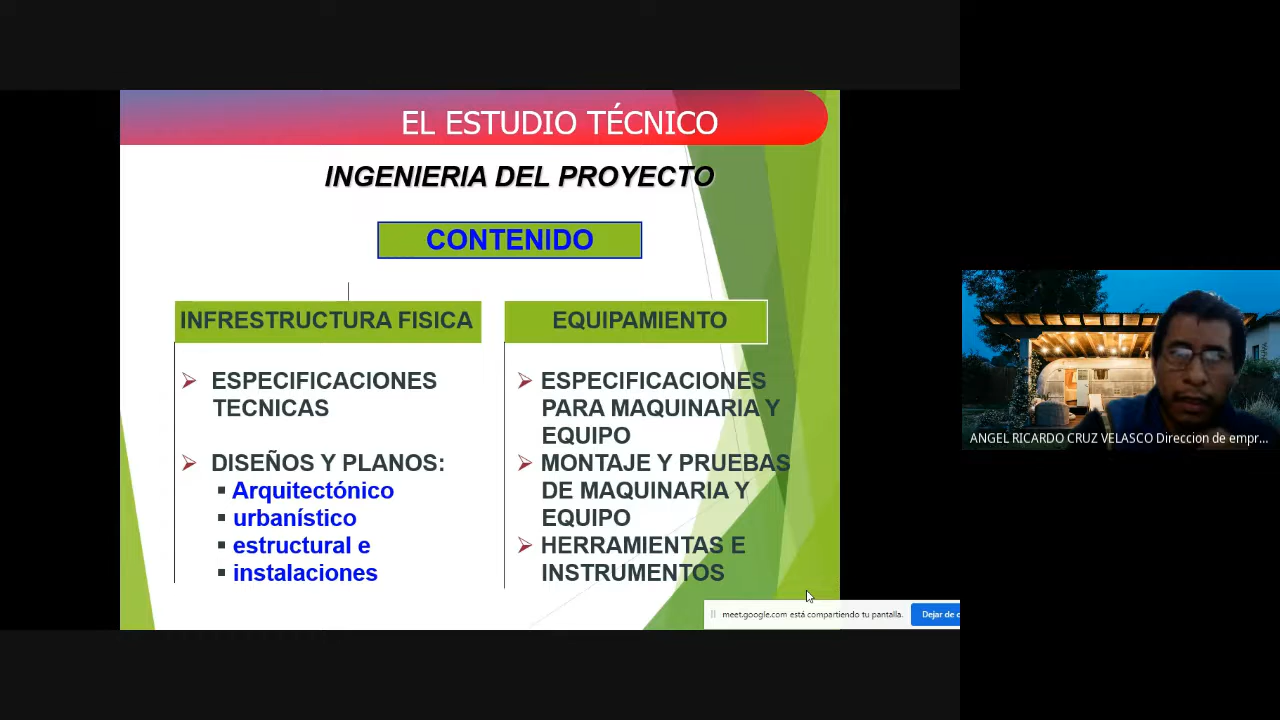 EL ESTUDIO TÉCNICO
INGENIERIA DEL PROYECTO
CONTENIDO
INFRESTRUCTURA FISICA
ESPECIFICACIONES
TECNICAS
DISEÑOS Y PLANOS:
Arquitectónico
urbanístico
estructural e
instalaciones
EQUIPAMIENTO
ESPECIFICACIONES
PARA MAQUINARIA Y
EQUIPO
MONTAJE Y PRUEBAS
DE MAQUINARIA Y
EQUIPO
HERRAMIENTAS E
INSTRUMENTOS
meet.google.com está compartiendo tu pantalla.
Dejar de
ANGEL RICARDO CRUZ VELASCO Direccion de empr...